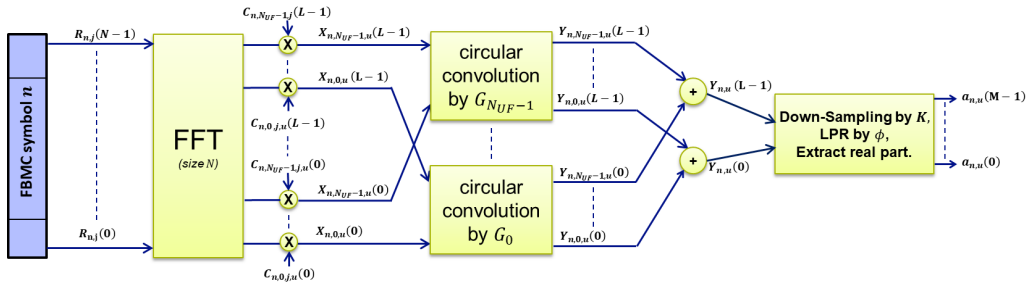 FBMC symbol n
R_{n,j}(N − 1)
R_{n,j}(0)
FFT
(size N)
C_{n,N_{UF}−1,j}(L − 1)
X
X
C_{n,0,j,u}(L − 1)
C_{n,N_{UF}−1,j,u}(0)
X
X
C_{n,0,j,u}(0)
X_{n,N_{UF}−1,u}(L − 1)
X_{n,0,u}(L − 1)
X_{n,N_{UF}−1,u}(0)
X_{n,0,u}(0)
circular
convolution
by G_{N_{UF}−1}
circular
convolution
by G_0
Y_{n,N_{UF}−1,u}(L − 1)
Y_{n,0,u}(L − 1)
Y_{n,N_{UF}−1,u}(0)
Y_{n,0,u}(0)
+
+
Y_{n,u}(L − 1)
Y_{n,u}(0)
Down-Sampling by K,
LPR by ϕ,
Extract real part.
a_{n,u}(M − 1)
a_{n,u}(0)